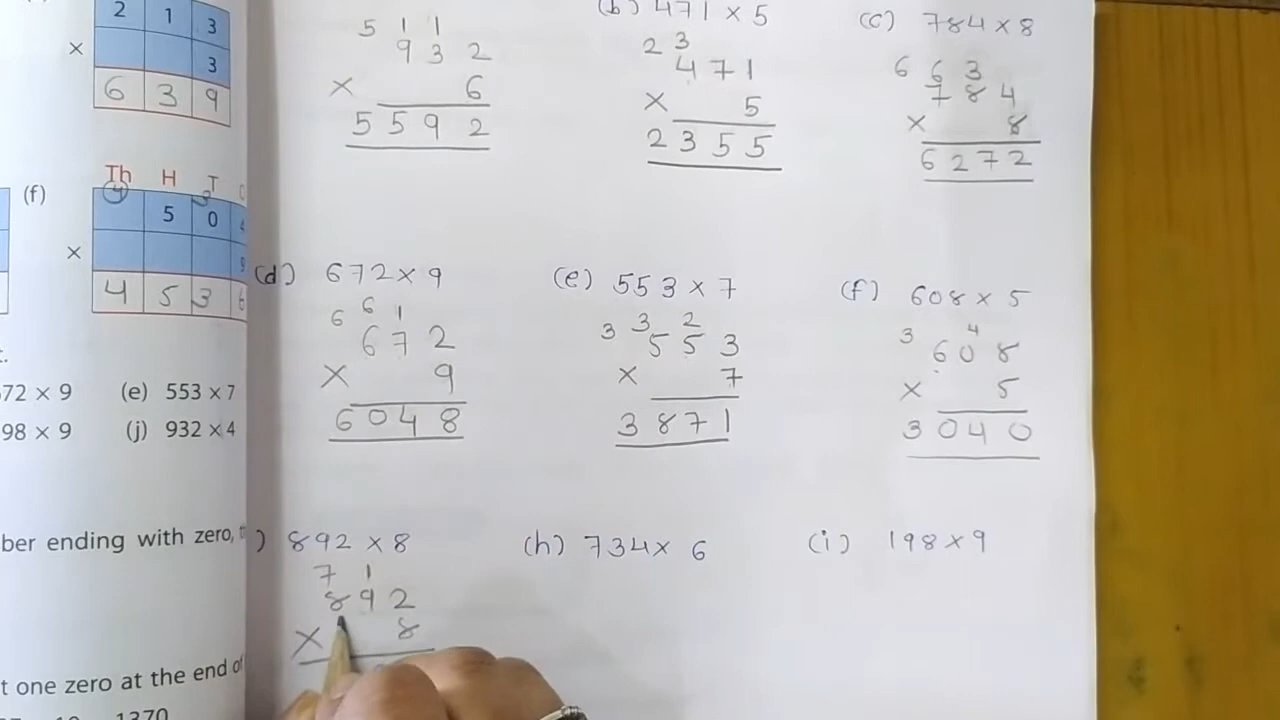 2 1 3
× 3
6 3 9
(f)
Th H T
4
5 0
×
4 5 3 6
72 × 9 (e) 553 × 7
98 × 9 (j) 932 × 4
ber ending with zero,
t one zero at the end of
1370
5 1 1
9 3 2
× 6
5 5 9 2
(b) 471 × 5
2 3
4 7 1
× 5
2 3 5 5
(c) 784 × 8
6 6 3
7 8 4
× 8
6 2 7 2
(d) 672 × 9
6 6 1
6 7 2
× 9
6 0 4 8
(e) 553 × 7
3 3 2
5 5 3
× 7
3 8 7 1
(f) 608 × 5
3 4
6 0 8
× 5
3 0 4 0
) 892 × 8
7 1
8 9 2
× 8
(h) 734 × 6
(i) 198 × 9